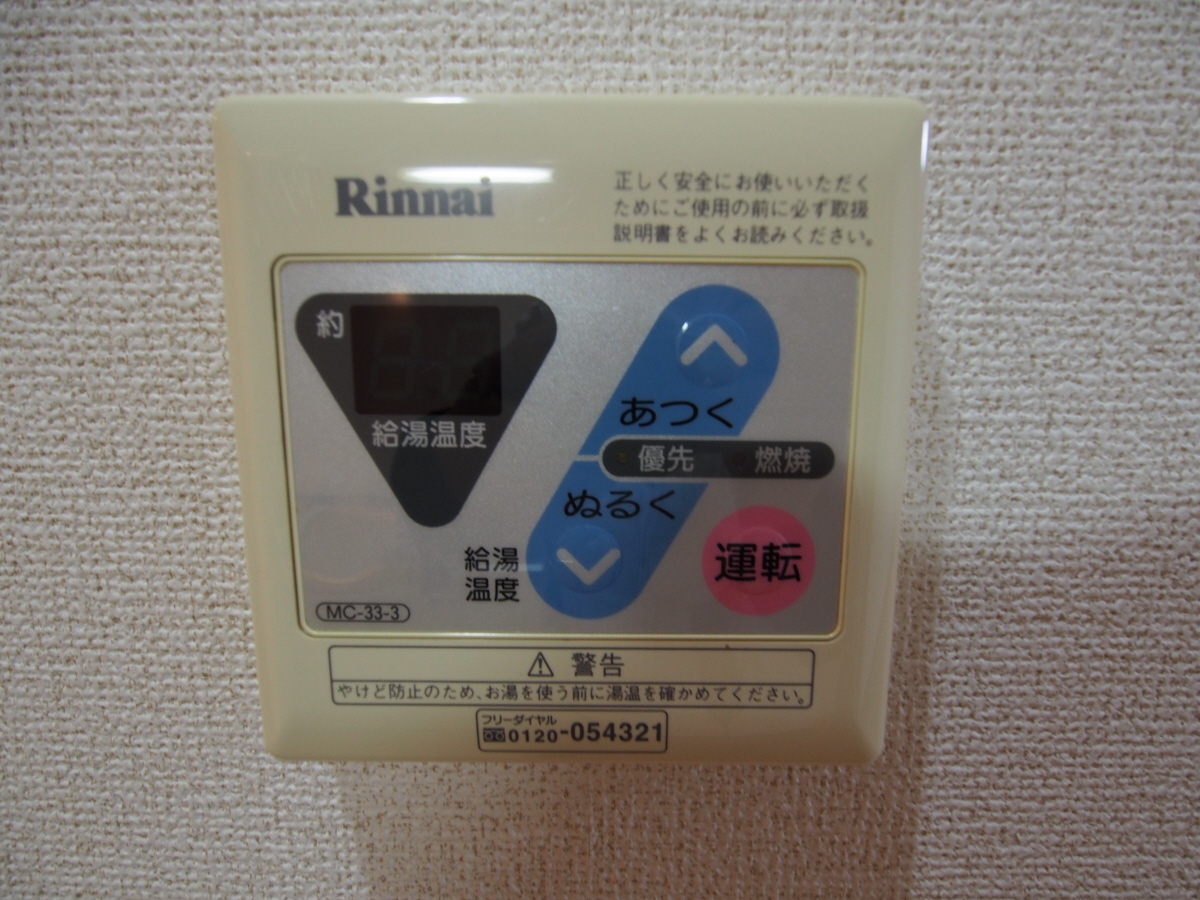 Rinnai
正しく安全にお使いいただく
ためにご使用の前に必ず取扱
説明書をよくお読みください。
約
給湯温度
あつく
優先 燃焼
ぬるく
給湯
温度
運転
MC-33-3
⚠ 警告
やけど防止のため、お湯を使う前に湯温を確かめてください。
フリーダイヤル
0120-054321